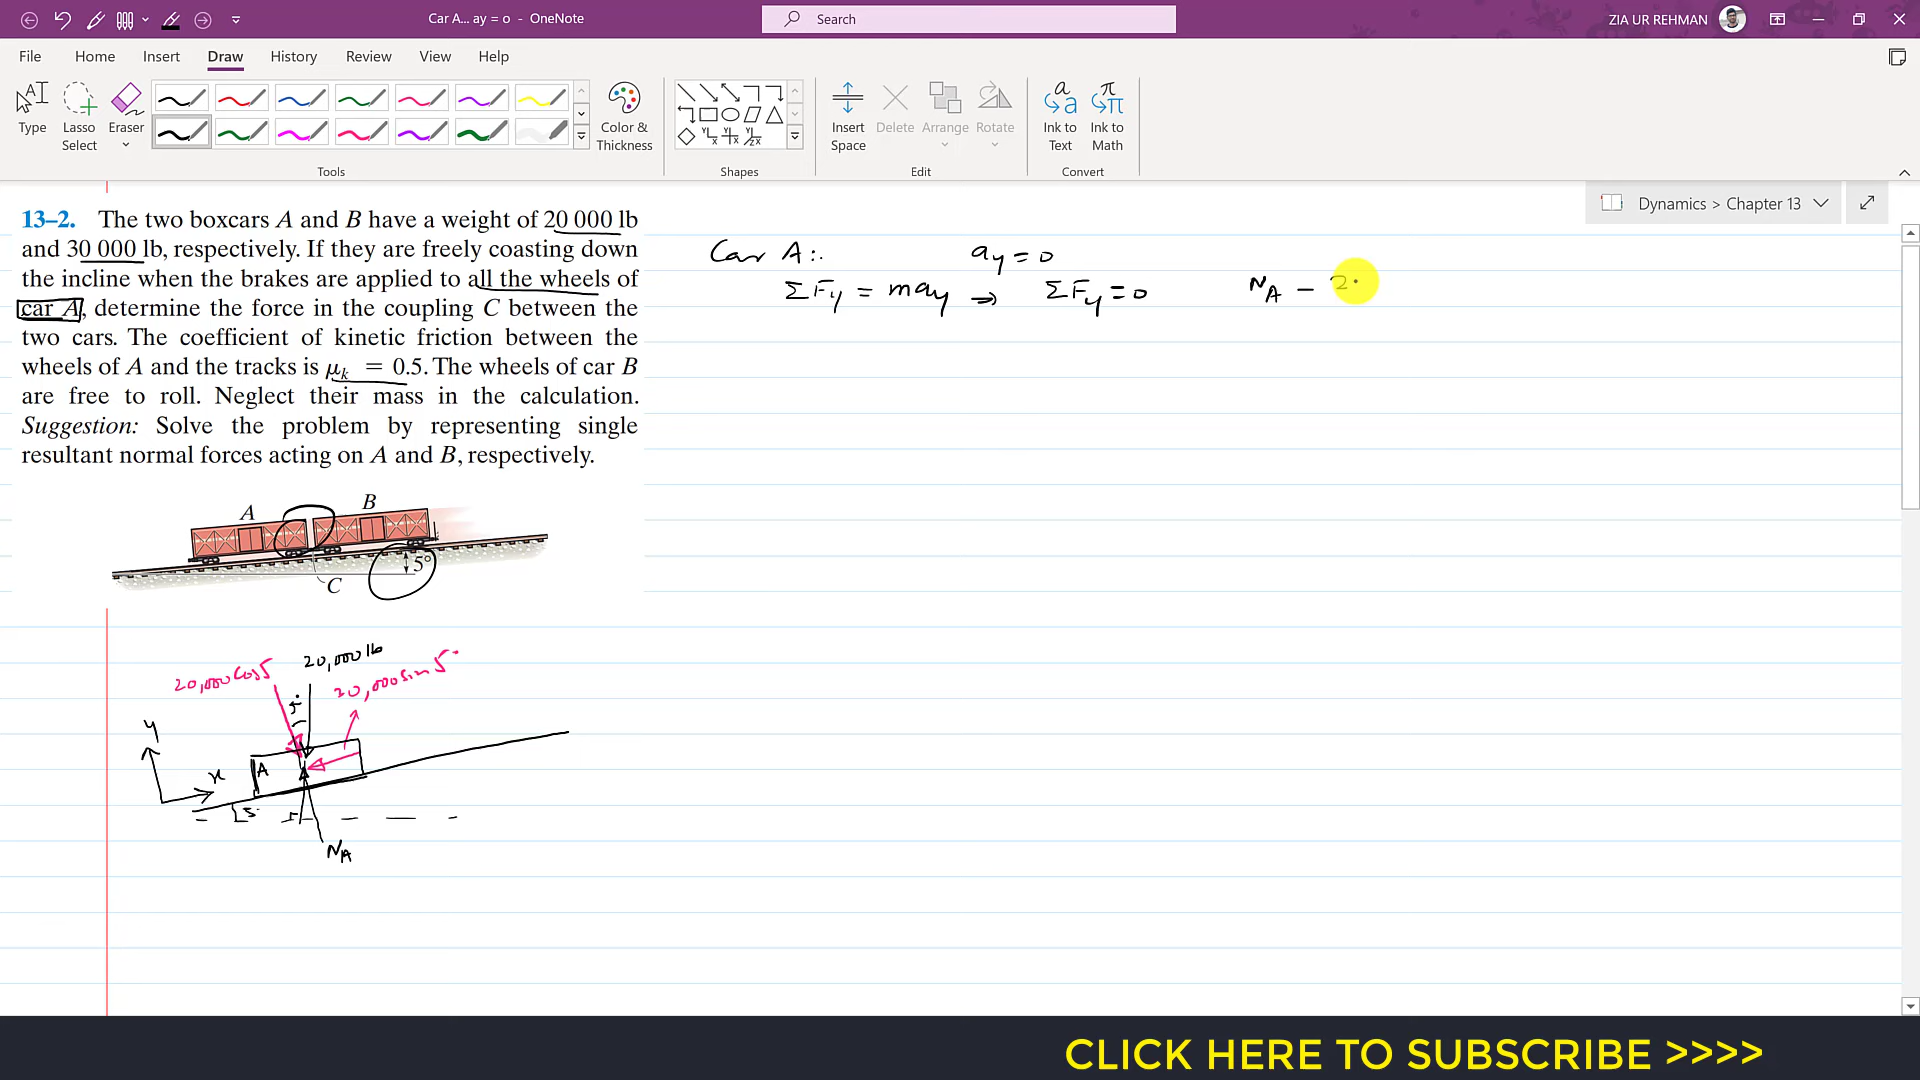 Car A... ay = o - OneNote
Search
ZIA UR REHMAN
File
Home
Insert
Draw
History
Review
View
Help
Type
Lasso Select
Eraser
Color & Thickness
Insert Space
Delete
Arrange
Rotate
Ink to Text
Ink to Math
Tools
Shapes
Edit
Convert
Dynamics > Chapter 13
13–2. The two boxcars A and B have a weight of 20 000 lb
and 30 000 lb, respectively. If they are freely coasting down
the incline when the brakes are applied to all the wheels of
car A, determine the force in the coupling C between the
two cars. The coefficient of kinetic friction between the
wheels of A and the tracks is μk = 0.5. The wheels of car B
are free to roll. Neglect their mass in the calculation.
Suggestion: Solve the problem by representing single
resultant normal forces acting on A and B, respectively.
A
B
5°
C
Car A:. ay = 0
ΣFy = may ⇒ ΣFy = 0 NA − 2
20,000 lb
20,000 Cos5
20,000 sin 5°
5°
y
x
A
5°
NA
CLICK HERE TO SUBSCRIBE >>>>